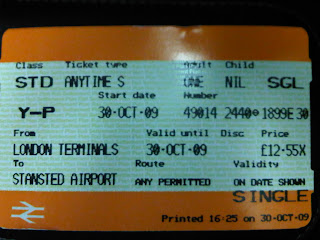 Class Ticket type Adult Child
STD ANYTIME S ONE NIL SGL
Start date Number
Y-P 30·OCT·09 49014 2440 1899E 30
From Valid until Disc Price
LONDON TERMINALS 30·OCT·09 £12·55X
To Route Validity
STANSTED AIRPORT ANY PERMITTED ON DATE SHOWN
SINGLE
Printed 16:25 on 30·OCT·09